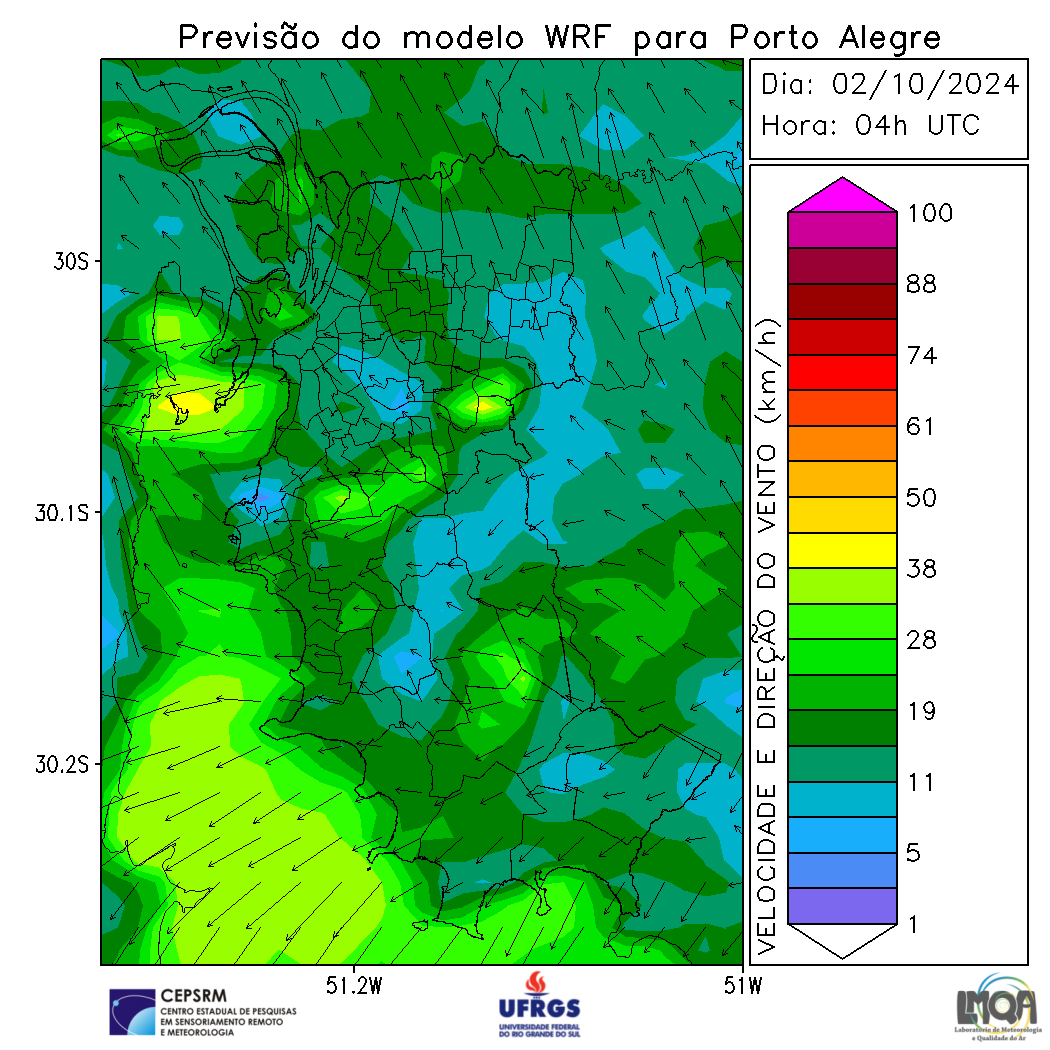 Previsão do modelo WRF para Porto Alegre
Dia: 02/10/2024
Hora: 04h UTC
30S
30.1S
30.2S
51.2W
51W
VELOCIDADE E DIREÇÃO DO VENTO (km/h)
100
88
74
61
50
38
28
19
11
5
1
CEPSRM
CENTRO ESTADUAL DE PESQUISAS
EM SENSORIAMENTO REMOTO
E METEOROLOGIA
UFRGS
UNIVERSIDADE FEDERAL
DO RIO GRANDE DO SUL
LMQA
Laboratório de Meteorologia
e Qualidade do Ar